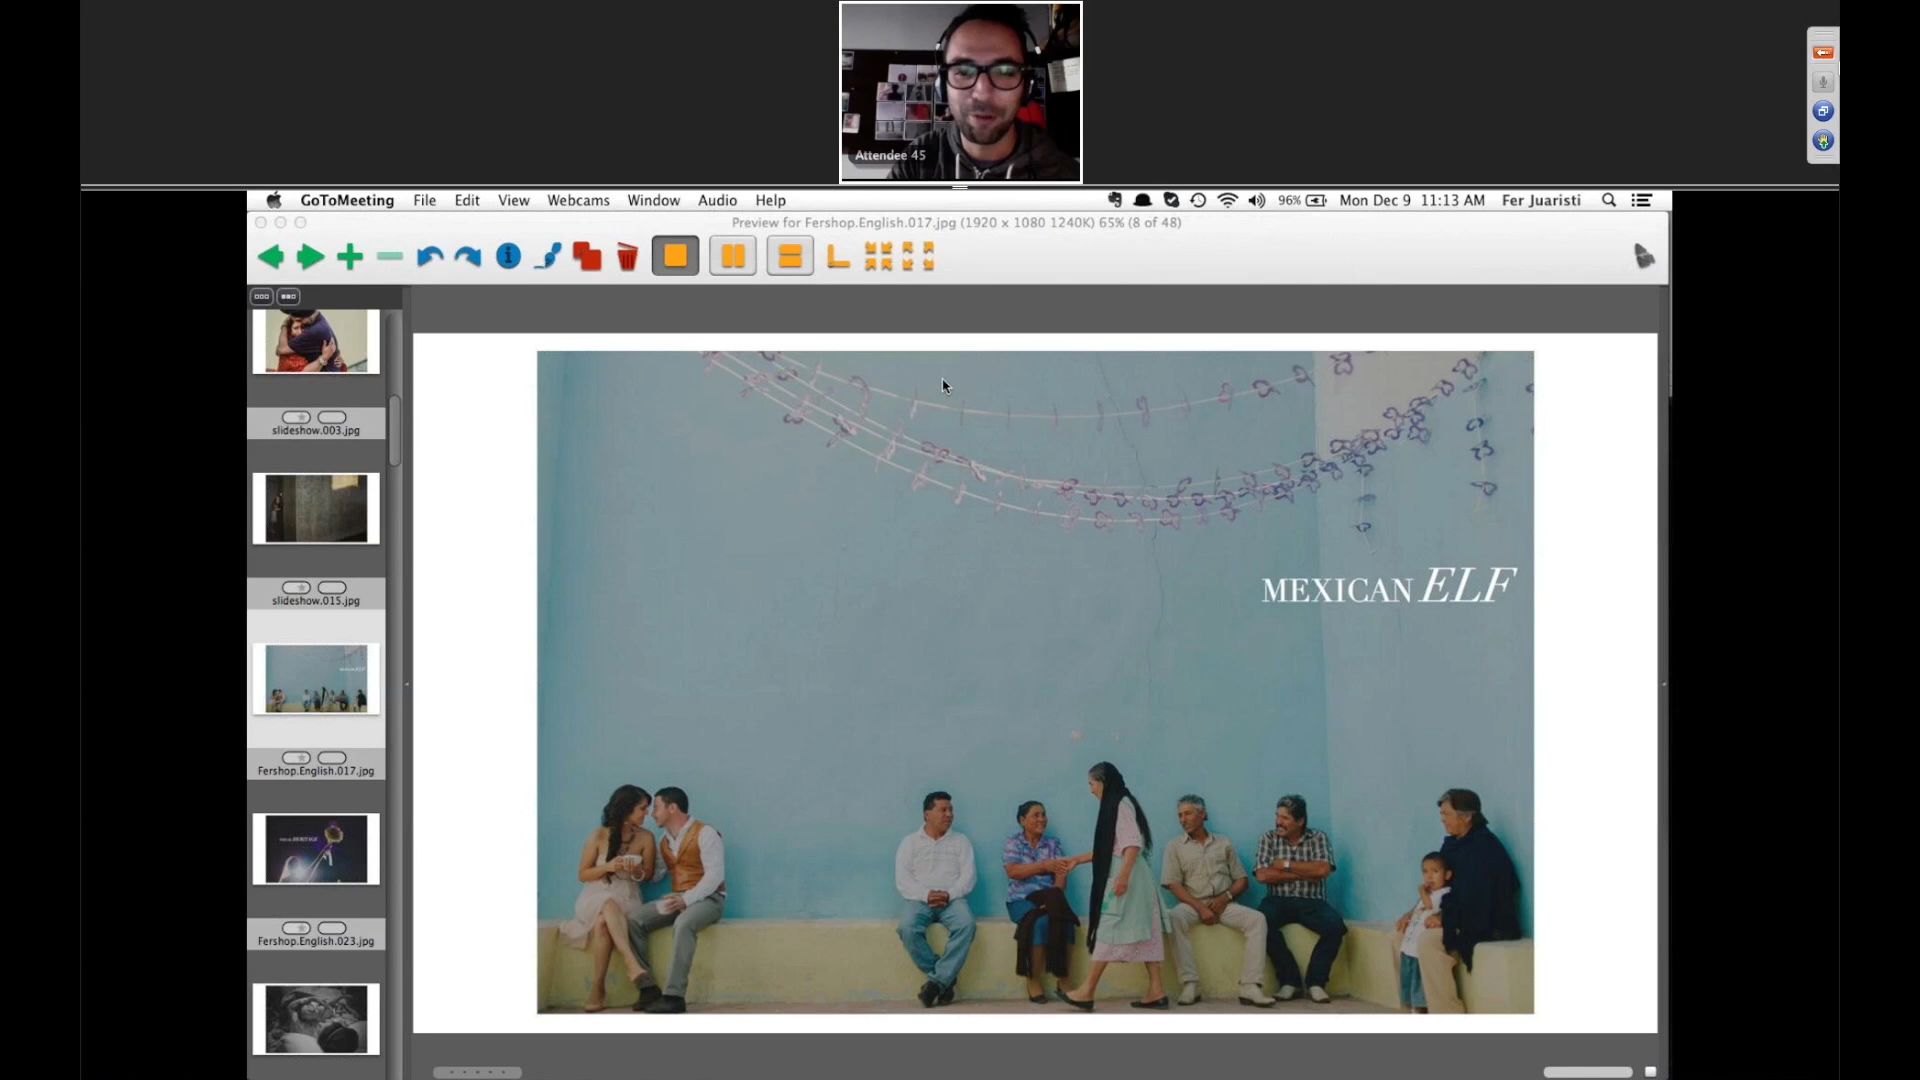 Attendee 45
GoToMeeting File Edit View Webcams Window Audio Help 96% Mon Dec 9 11:13 AM Fer Juaristi
Preview for Fershop.English.017.jpg (1920 x 1080 1240K) 65% (8 of 48)
slideshow.003.jpg
slideshow.015.jpg
MEXICAN ELF
Fershop.English.017.jpg
Fershop.English.023.jpg